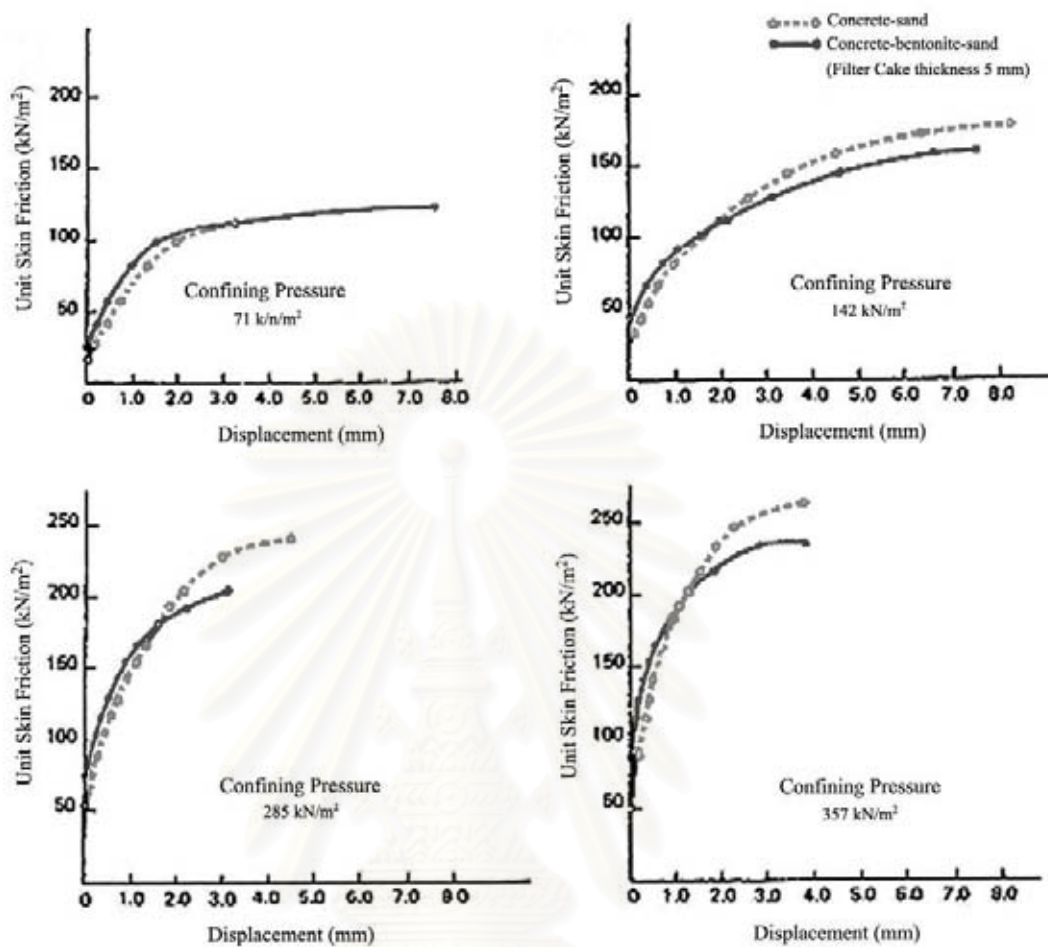 Concrete-sand
Concrete-bentonite-sand
(Filter Cake thickness 5 mm)
Unit Skin Friction (kN/m²)
200
150
100
50
0 1.0 2.0 3.0 4.0 5.0 6.0 7.0 8.0
Displacement (mm)
Confining Pressure
71 k/n/m²
Unit Skin Friction (kN/m²)
200
150
100
50
0 1.0 2.0 3.0 4.0 5.0 6.0 7.0 8.0
Displacement (mm)
Confining Pressure
142 kN/m²
Unit Skin Friction (kN/m²)
250
200
150
100
50
0 1.0 2.0 3.0 4.0 5.0 6.0 7.0 8.0
Displacement (mm)
Confining Pressure
285 kN/m²
Unit Skin Friction (kN/m²)
250
200
150
100
50
0 1.0 2.0 3.0 4.0 5.0 6.0 7.0 8.0
Displacement (mm)
Confining Pressure
357 kN/m²